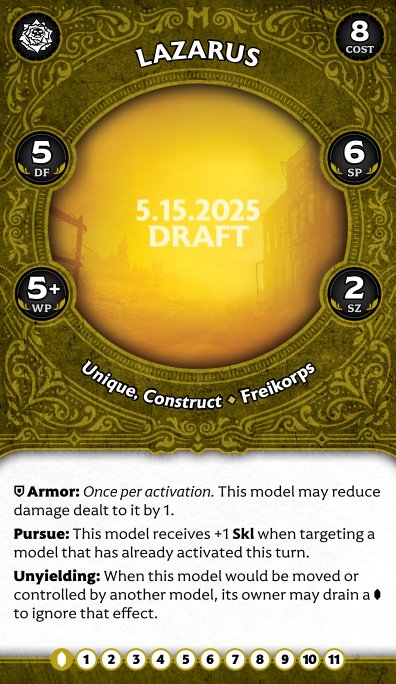 M
8
COST
LAZARUS
5
DF
6
SP
5.15.2025
DRAFT
5+
WP
2
SZ
Unique, Construct ◆ Freikorps
Armor: Once per activation. This model may reduce
damage dealt to it by 1.
Pursue: This model receives +1 Skl when targeting a
model that has already activated this turn.
Unyielding: When this model would be moved or
controlled by another model, its owner may drain a
to ignore that effect.
1 2 3 4 5 6 7 8 9 10 11